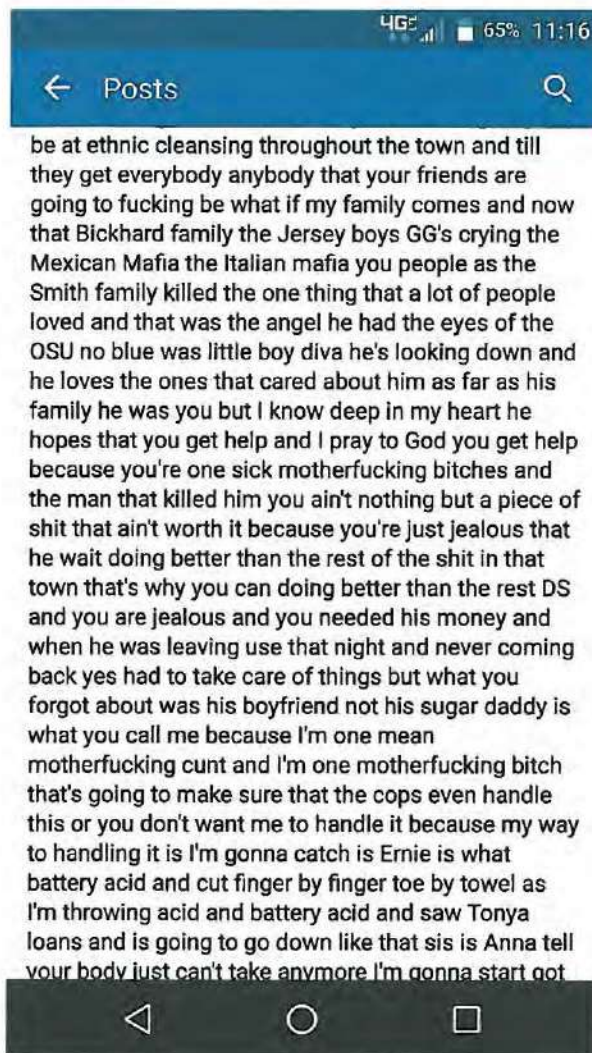 4G 65% 11:16
Posts
be at ethnic cleansing throughout the town and till
they get everybody anybody that your friends are
going to fucking be what if my family comes and now
that Bickhard family the Jersey boys GG's crying the
Mexican Mafia the Italian mafia you people as the
Smith family killed the one thing that a lot of people
loved and that was the angel he had the eyes of the
OSU no blue was little boy diva he's looking down and
he loves the ones that cared about him as far as his
family he was you but I know deep in my heart he
hopes that you get help and I pray to God you get help
because you're one sick motherfucking bitches and
the man that killed him you ain't nothing but a piece of
shit that ain't worth it because you're just jealous that
he wait doing better than the rest of the shit in that
town that's why you can doing better than the rest DS
and you are jealous and you needed his money and
when he was leaving use that night and never coming
back yes had to take care of things but what you
forgot about was his boyfriend not his sugar daddy is
what you call me because I'm one mean
motherfucking cunt and I'm one motherfucking bitch
that's going to make sure that the cops even handle
this or you don't want me to handle it because my way
to handling it is I'm gonna catch is Ernie is what
battery acid and cut finger by finger toe by towel as
I'm throwing acid and battery acid and saw Tonya
loans and is going to go down like that sis is Anna tell
your body just can't take anymore I'm gonna start got